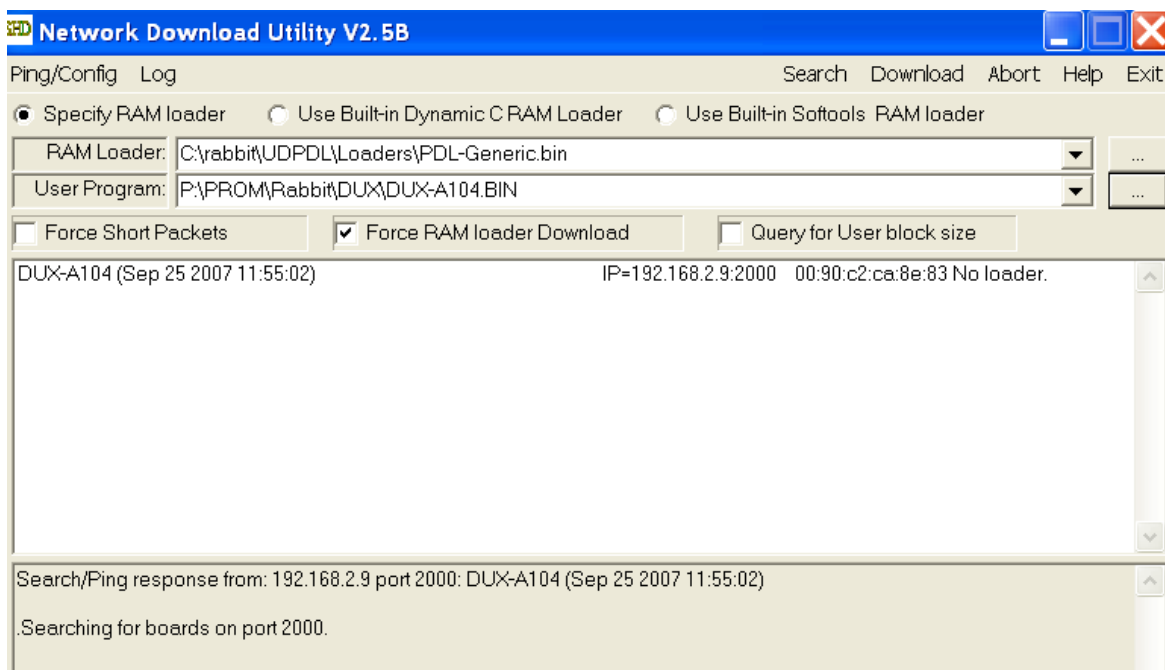 SHD Network Download Utility V2.5B
Ping/Config Log Search Download Abort Help Exit
Specify RAM loader Use Built-in Dynamic C RAM Loader Use Built-in Softools RAM loader
RAM Loader: C:\rabbit\UDPDL\Loaders\PDL-Generic.bin ...
User Program: P:\PROM\Rabbit\DUX\DUX-A104.BIN ...
Force Short Packets Force RAM loader Download Query for User block size
DUX-A104 (Sep 25 2007 11:55:02) IP=192.168.2.9:2000 00:90:c2:ca:8e:83 No loader.
Search/Ping response from: 192.168.2.9 port 2000: DUX-A104 (Sep 25 2007 11:55:02)
.Searching for boards on port 2000.